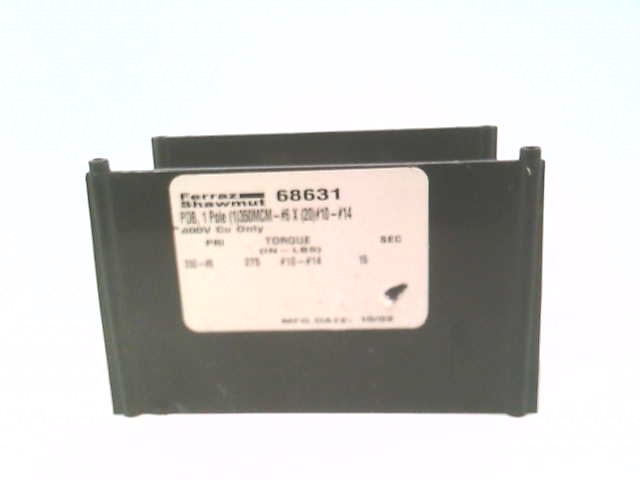 Ferraz Shawmut 68631
PDB, 1 Pole (1)350MCM-#6 X (20)#10-#14
600V Cu Only
PRI TORQUE SEC
(IN-LBS)
350-#6 275 #10-#14 15
MFG.DATE: 10/02